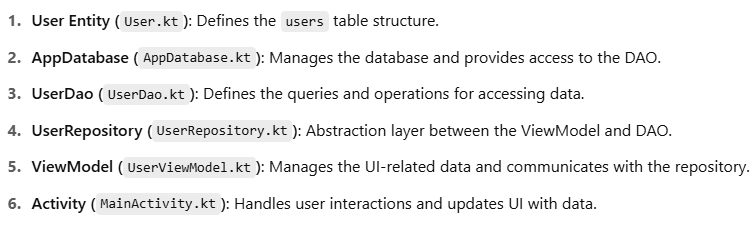 1. User Entity (User.kt): Defines the users table structure.
2. AppDatabase (AppDatabase.kt): Manages the database and provides access to the DAO.
3. UserDao (UserDao.kt): Defines the queries and operations for accessing data.
4. UserRepository (UserRepository.kt): Abstraction layer between the ViewModel and DAO.
5. ViewModel (UserViewModel.kt): Manages the UI-related data and communicates with the repository.
6. Activity (MainActivity.kt): Handles user interactions and updates UI with data.